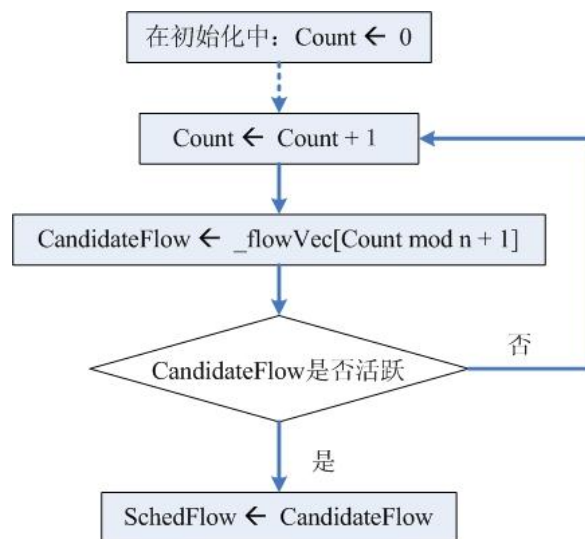 在初始化中：Count ← 0
Count ← Count + 1
CandidateFlow ← _flowVec[Count mod n + 1]
CandidateFlow是否活跃
否
是
SchedFlow ← CandidateFlow